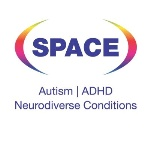 SPACE
Autism | ADHD
Neurodiverse Conditions